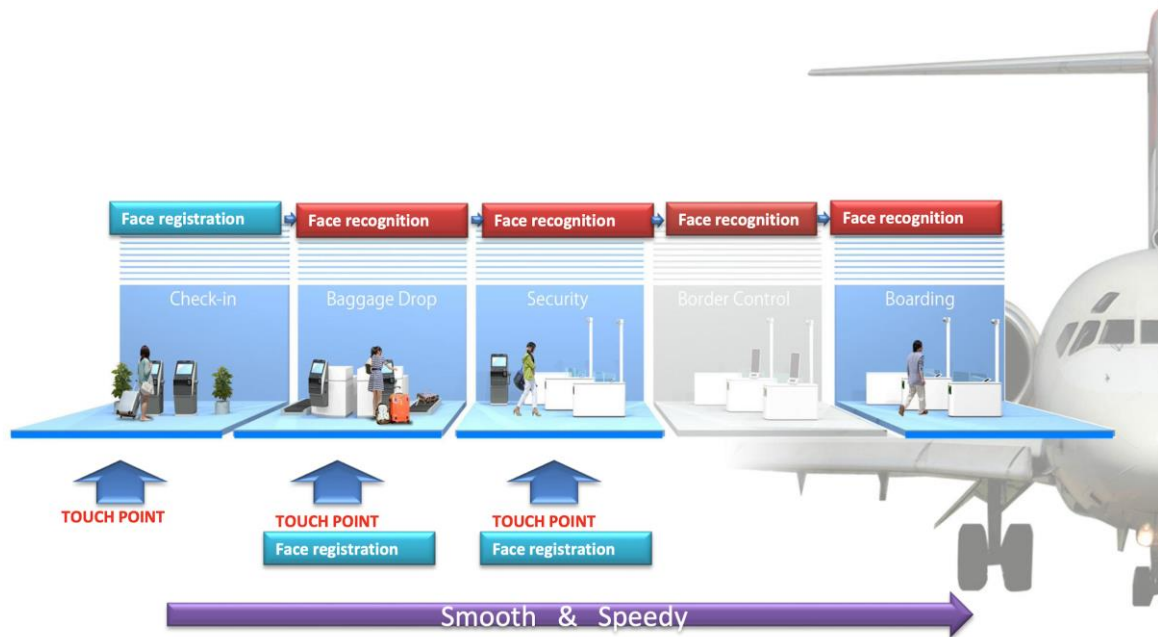 Face registration
Face recognition
Face recognition
Face recognition
Face recognition
Check-in
Baggage Drop
Security
Border Control
Boarding
TOUCH POINT
TOUCH POINT
TOUCH POINT
Face registration
Face registration
Smooth & Speedy